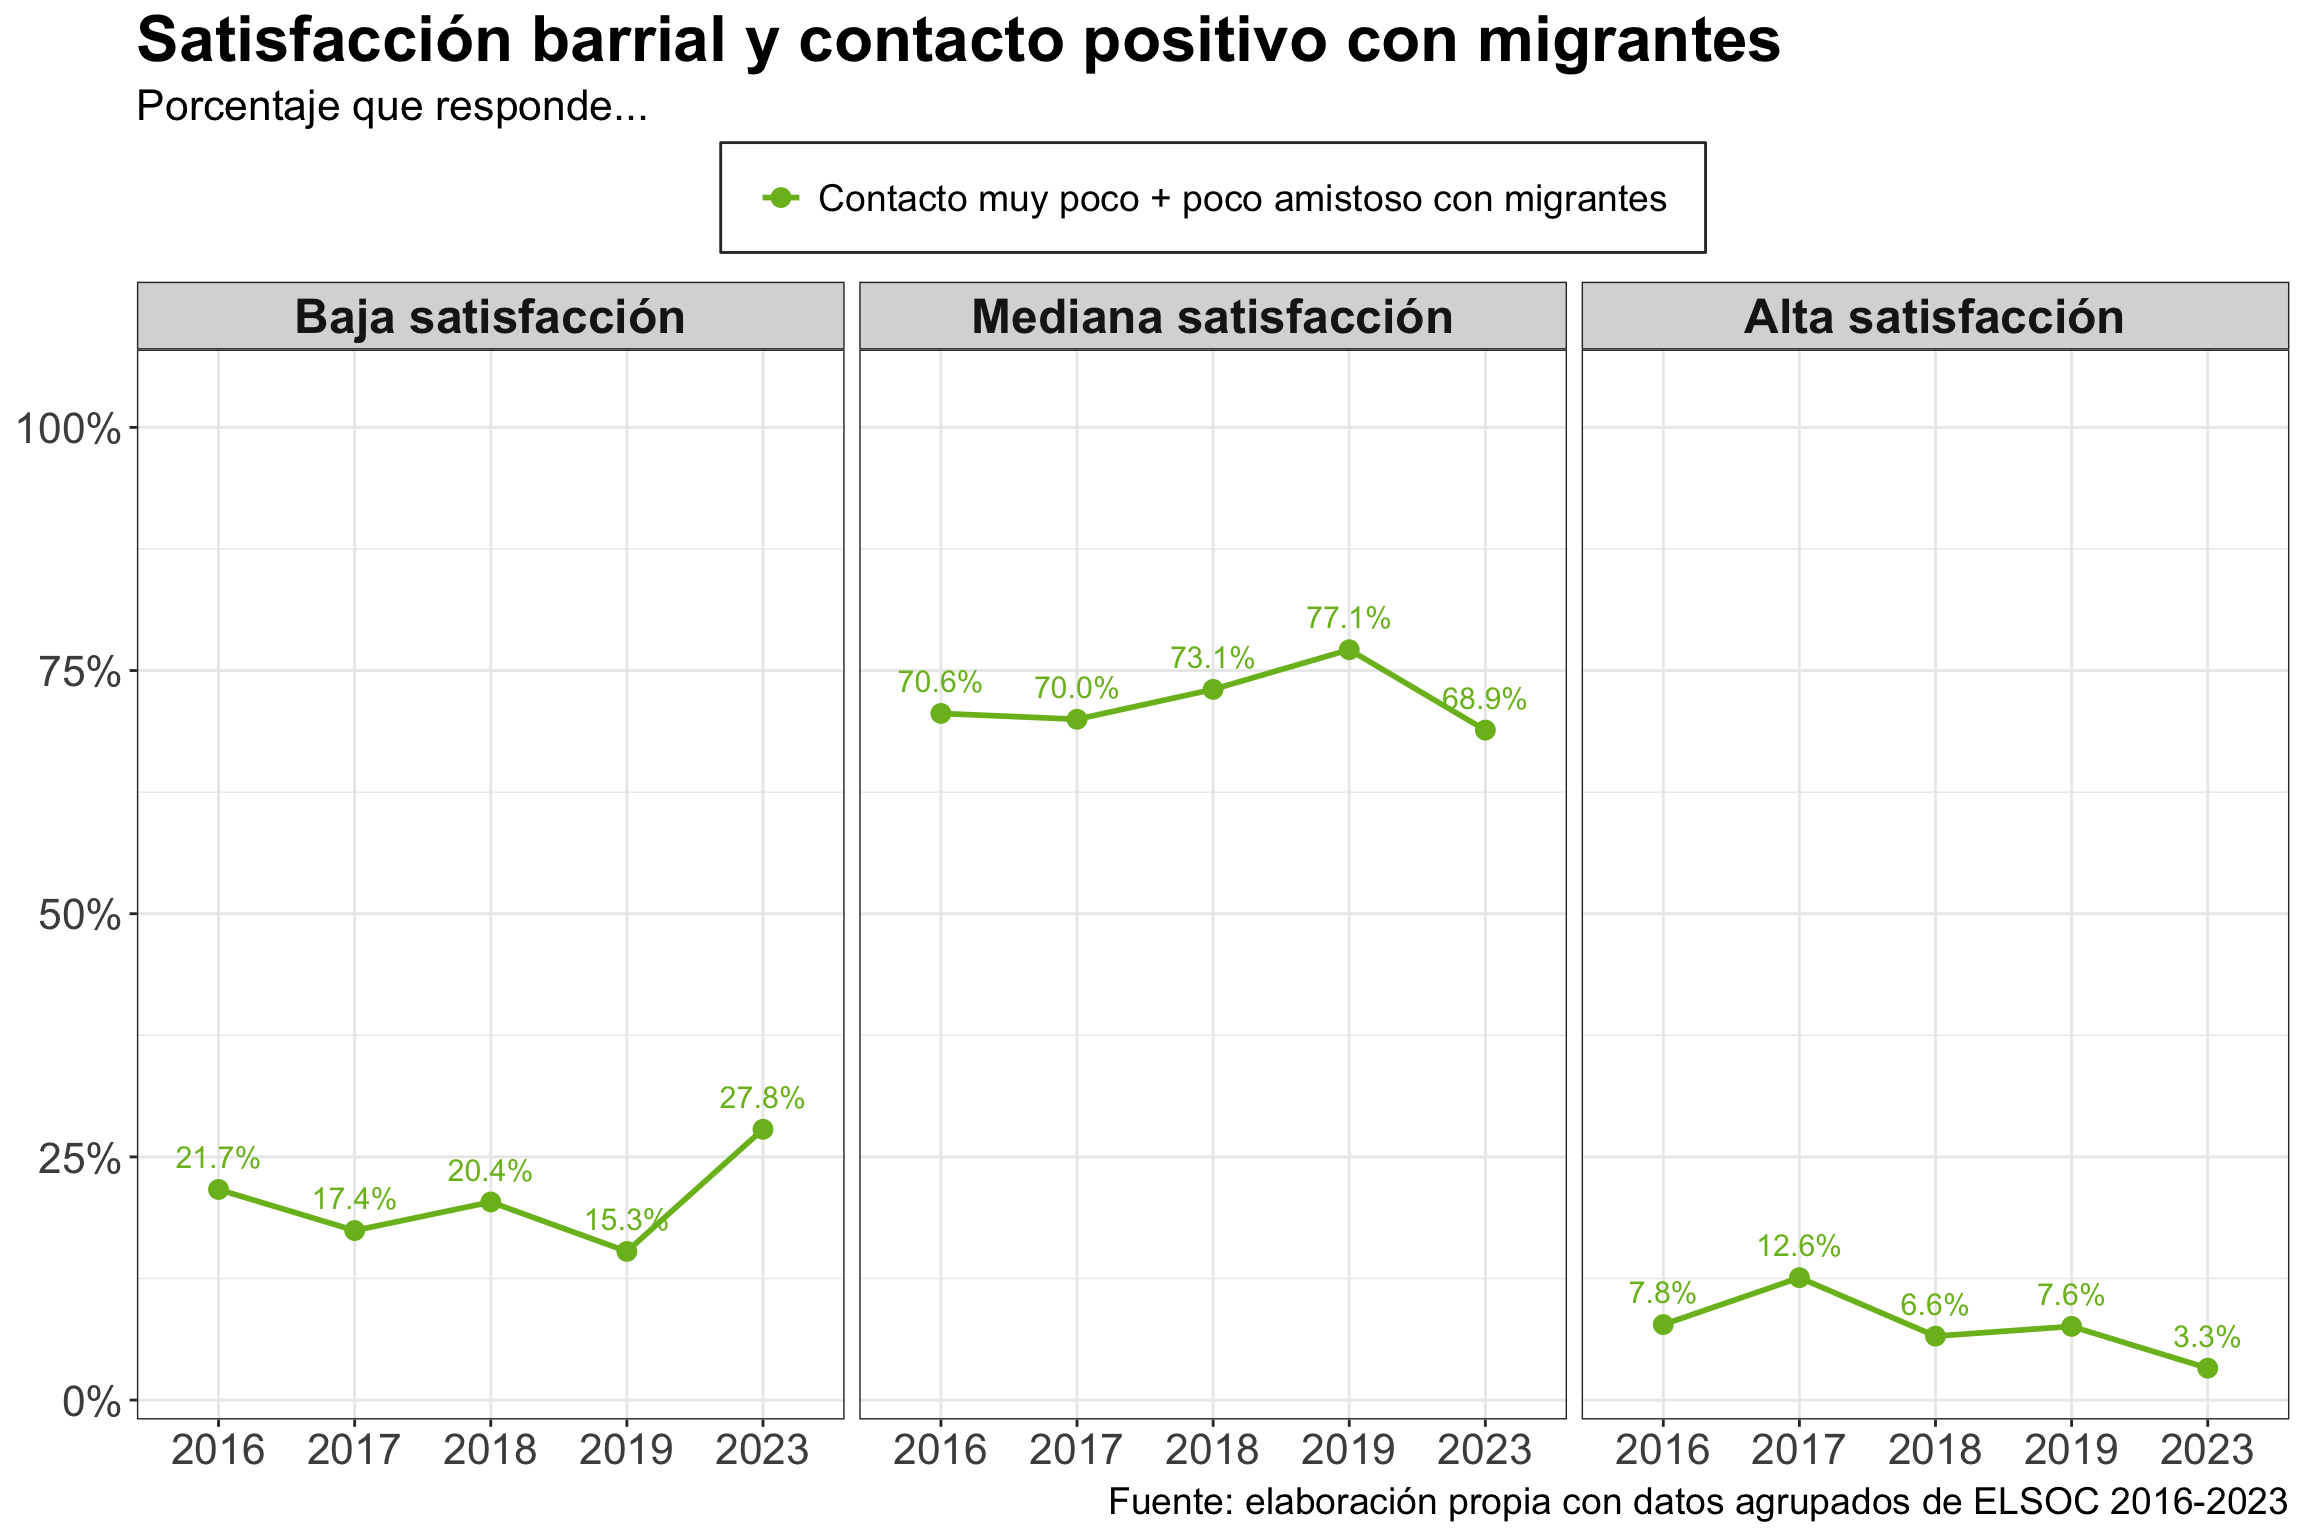 Satisfacción barrial y contacto positivo con migrantes
Porcentaje que responde...
Contacto muy poco + poco amistoso con migrantes
Baja satisfacción
Mediana satisfacción
Alta satisfacción
100%
75%
50%
25%
0%
21.7%
17.4%
20.4%
15.3%
27.8%
70.6%
70.0%
73.1%
77.1%
68.9%
7.8%
12.6%
6.6%
7.6%
3.3%
2016 2017 2018 2019 2023
2016 2017 2018 2019 2023
2016 2017 2018 2019 2023
Fuente: elaboración propia con datos agrupados de ELSOC 2016-2023